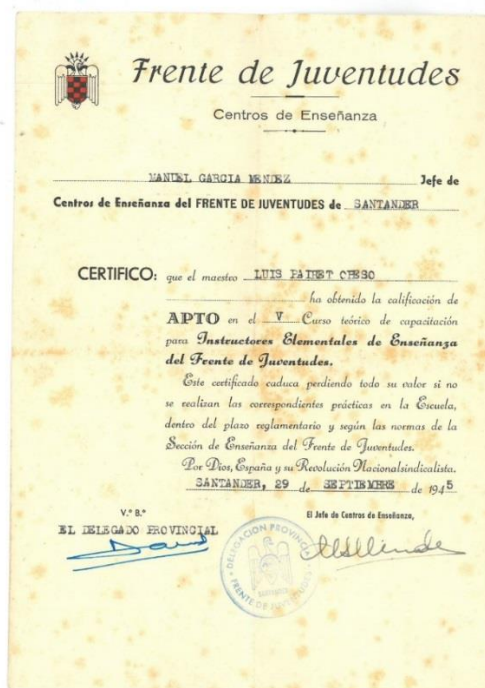 Frente de Juventudes
Centros de Enseñanza
MANUEL GARCIA MENDEZ Jefe de
Centros de Enseñanza del FRENTE DE JUVENTUDES de SANTANDER
CERTIFICO: que el maestro LUIS PAIRET
ha obtenido la calificación de
APTO en el V Curso teórico de capacitación
para Instructores Elementales de Enseñanza
del Frente de Juventudes.
Este certificado caduca perdiendo todo su valor si no
se realizan las correspondientes prácticas en la Escuela,
dentro del plazo reglamentario y según las normas de la
Sección de Enseñanza del Frente de Juventudes.
Por Dios, España y su Revolución Nacionalsindicalista.
SANTANDER, 29 de SEPTIEMBRE de 1945
V.º B.º
EL DELEGADO PROVINCIAL
El Jefe de Centros de Enseñanza,
DELEGACION PROVINCIAL
FRENTE DE JUVENTUDES
SANTANDER